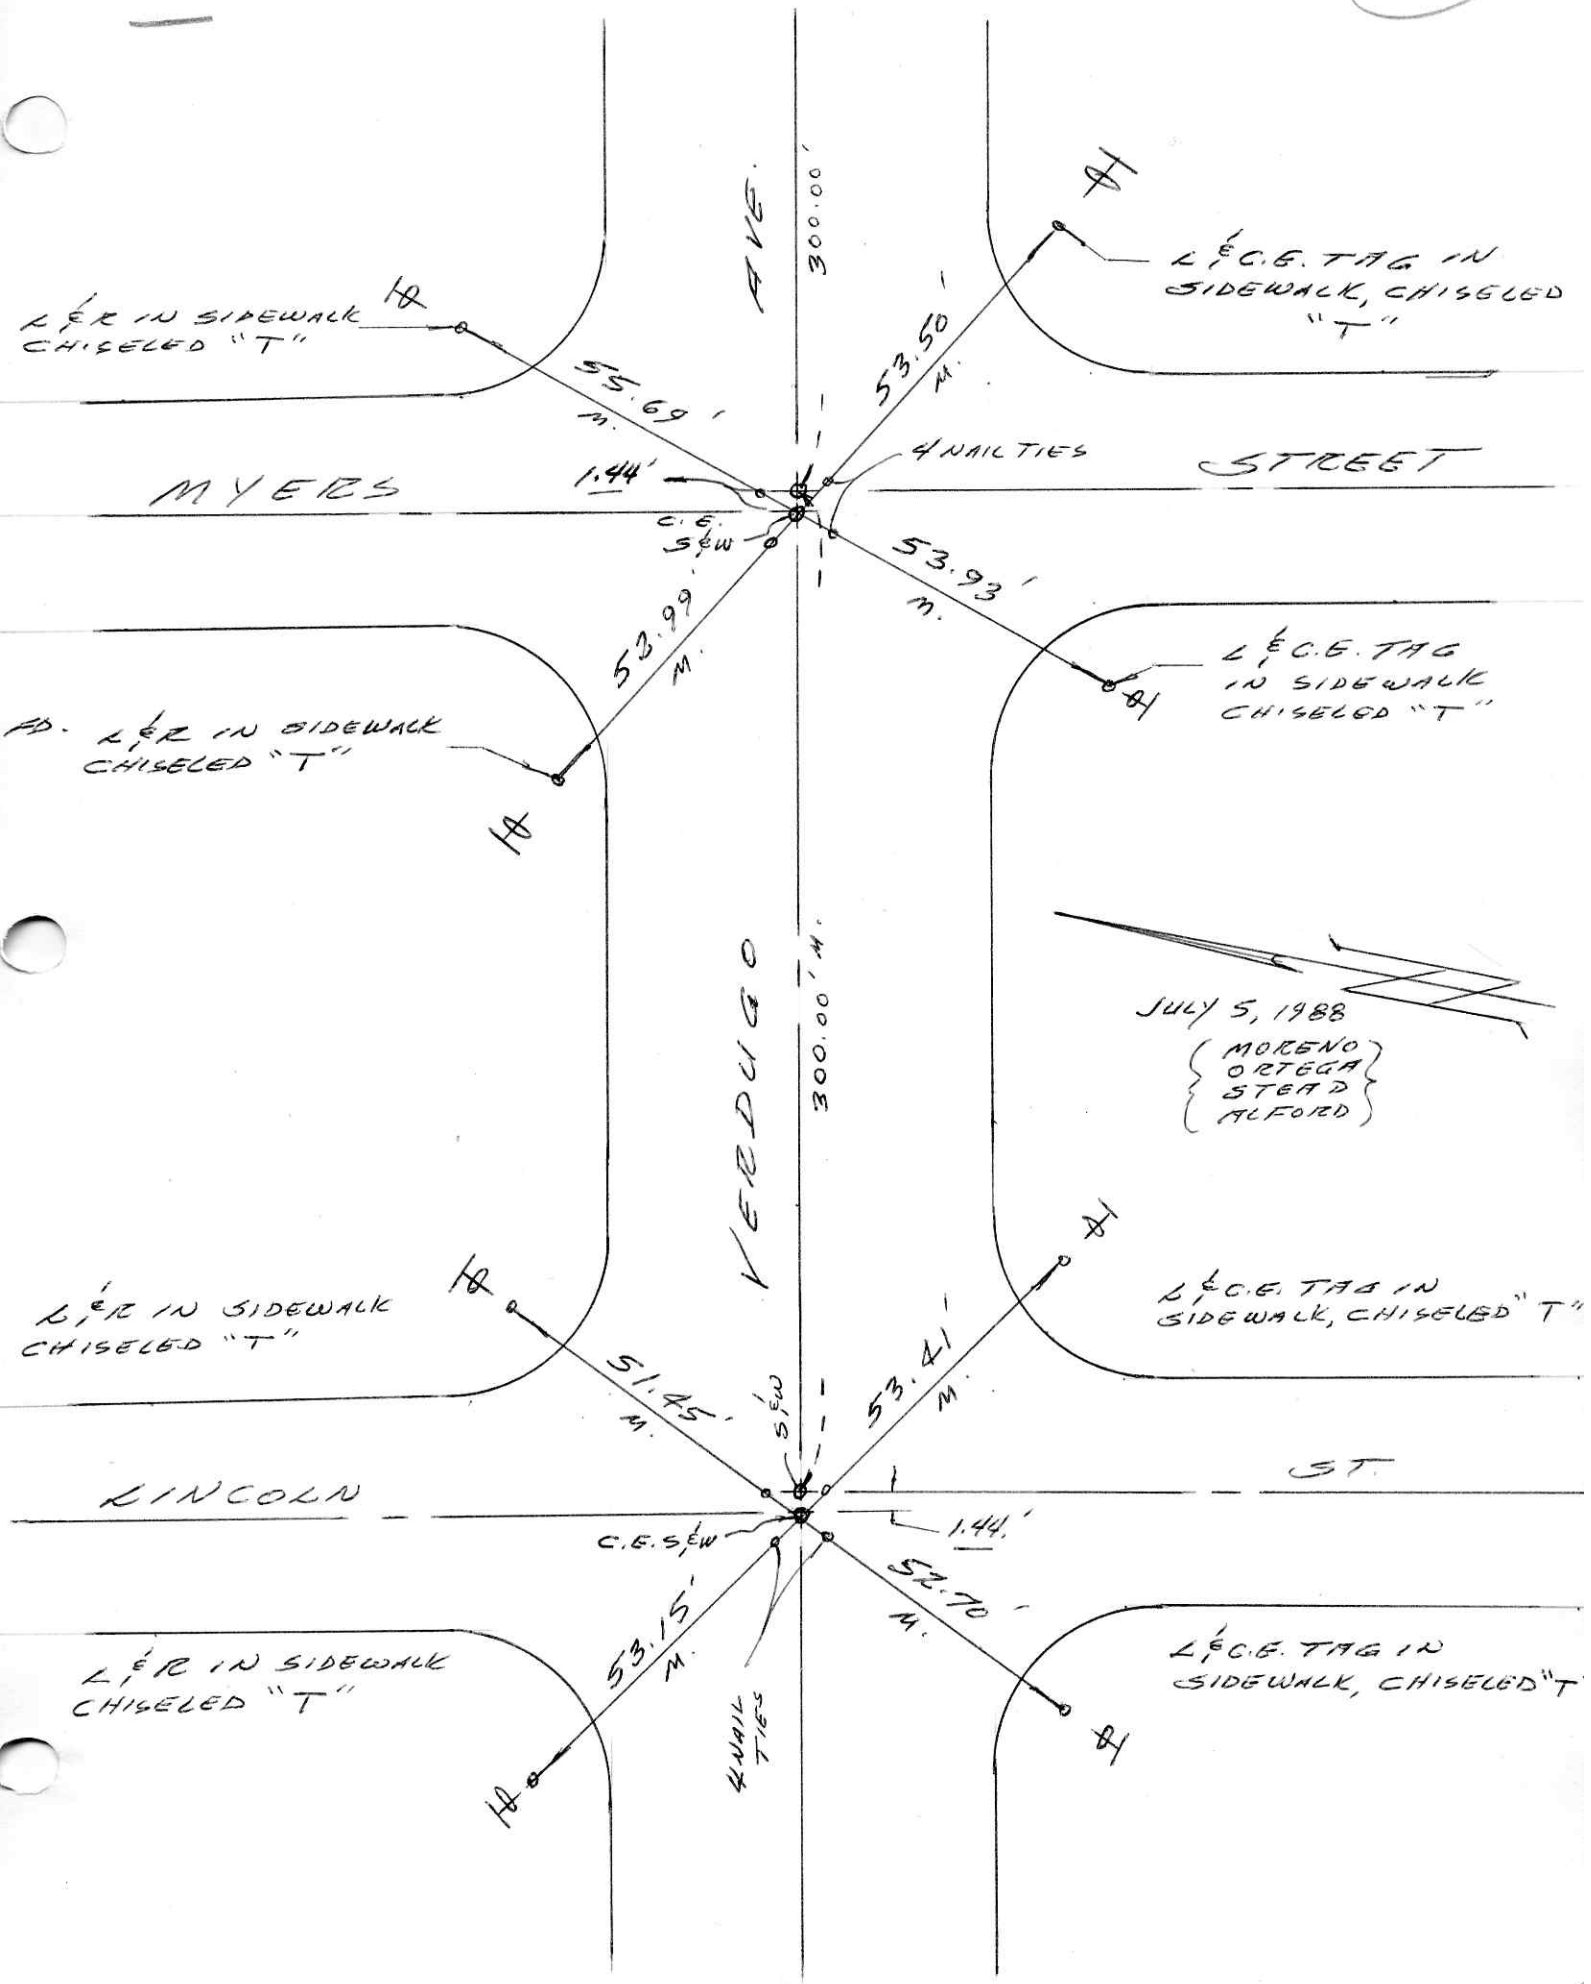 AVE.
300.00'
L & C.E. TAG IN
SIDEWALK, CHISELED
"T"
L & R IN SIDEWALK
CHISELED "T"
55.69'
M.
53.50'
M.
4 NAIL TIES
1.44'
MYERS
STREET
C.E.
S & W
53.93'
M.
M.
L & C.E. TAG
IN SIDEWALK
CHISELED "T"
FD. L & R IN SIDEWALK
CHISELED "T"
VERDUGO
300.00' M.
JULY 5, 1988
MORENO
ORTEGA
STEAD
ALFORD
L & R IN SIDEWALK
CHISELED "T"
L & C.E. TAG IN
SIDEWALK, CHISELED "T"
51.45'
M.
S & W
53.41'
M.
LINCOLN
ST.
C.E. S & W
1.44'
53.15'
M.
52.70'
M.
L & R IN SIDEWALK
CHISELED "T"
4 NAIL
TIES
L & C.E. TAG IN
SIDEWALK, CHISELED "T"